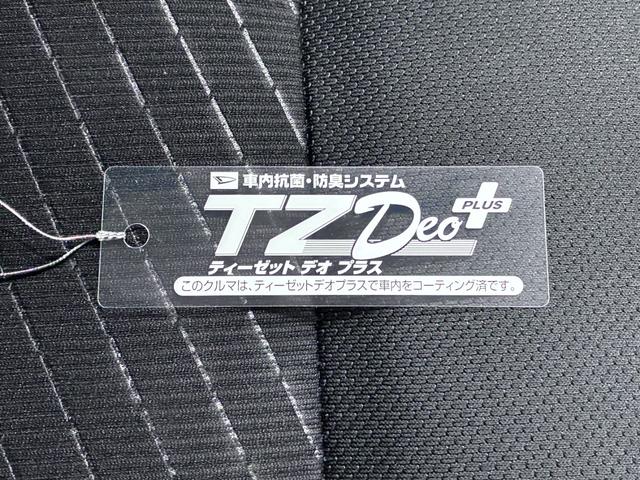 車内抗菌・防臭システム
TZ Deo PLUS
ティーゼット デオ プラス
このクルマは、ティーゼットデオプラスで車内をコーティング済です。